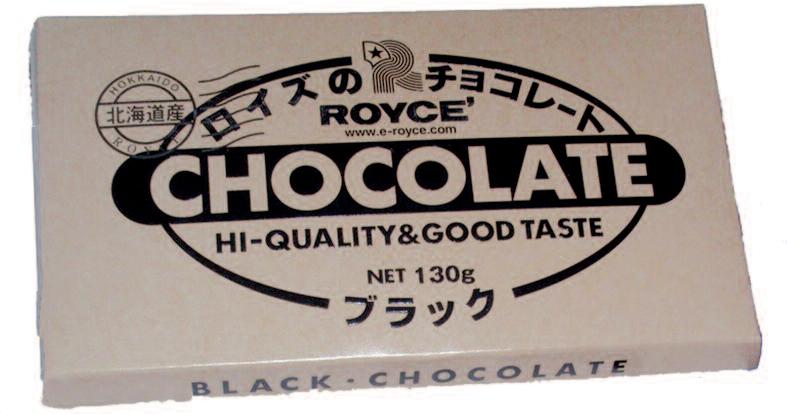 HOKKAIDO
北海道産
ROYCE'
ロイズの チョコレート
ROYCE'
www.e-royce.com
CHOCOLATE
HI-QUALITY&GOOD TASTE
NET 130g
ブラック
BLACK・CHOCOLATE